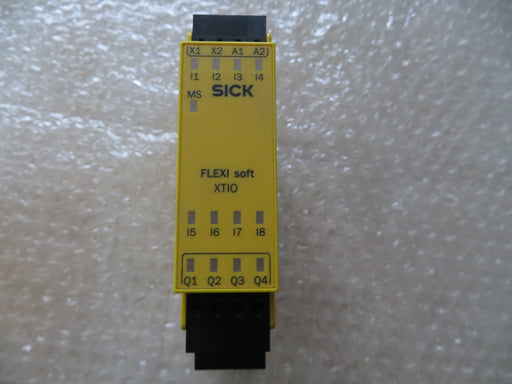 X1 X2 A1 A2
I1 I2 I3 I4
MS SICK
FLEXI soft
XTIO
I5 I6 I7 I8
Q1 Q2 Q3 Q4